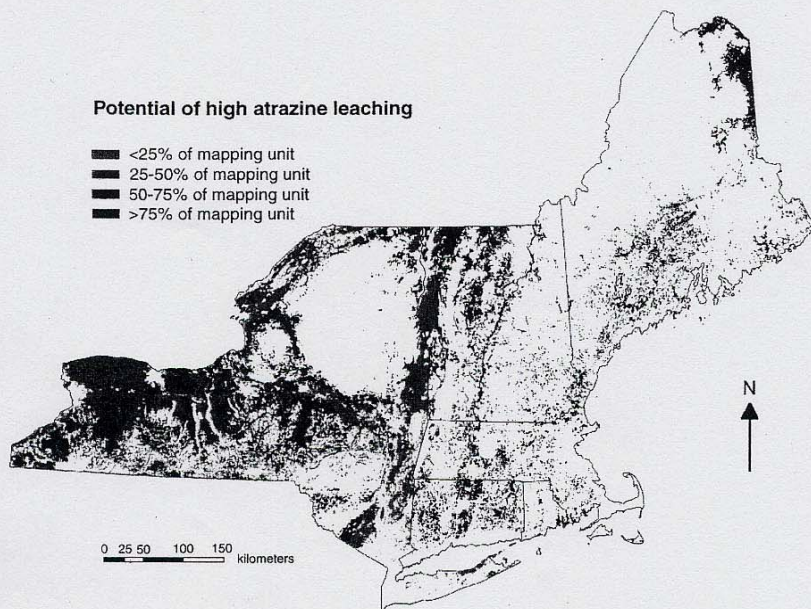 Potential of high atrazine leaching
<25% of mapping unit
25-50% of mapping unit
50-75% of mapping unit
>75% of mapping unit
N
0 25 50 100 150
kilometers